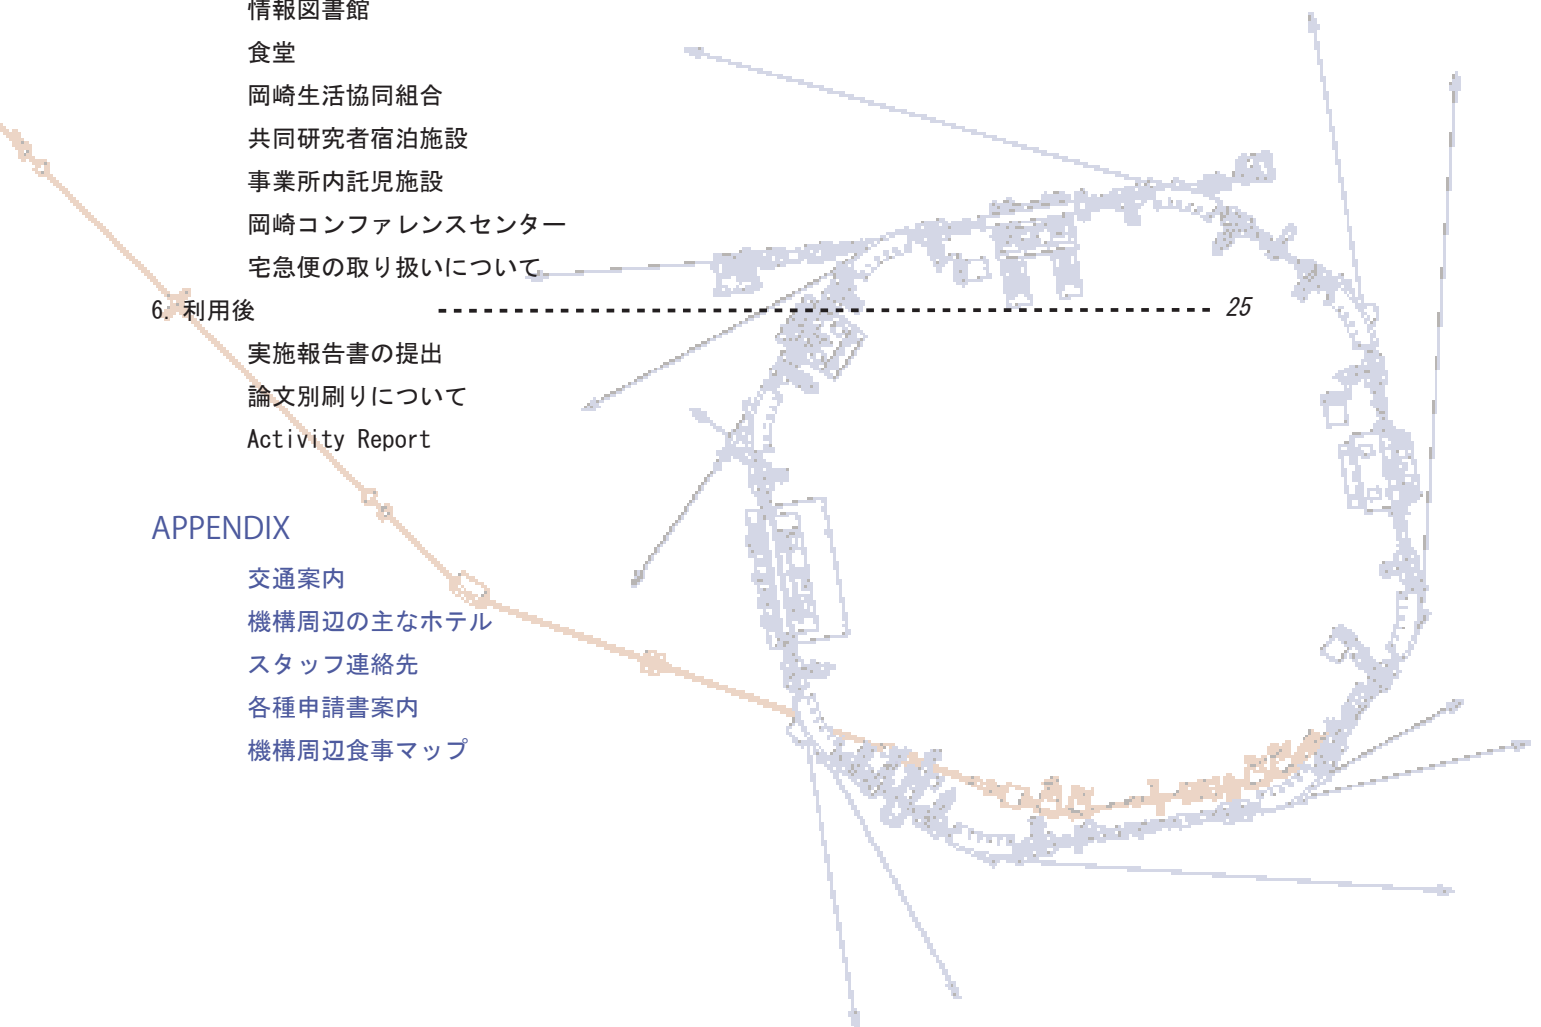 情報図書館
食堂
岡崎生活協同組合
共同研究者宿泊施設
事業所内託児施設
岡崎コンファレンスセンター
宅急便の取り扱いについて
6. 利用後 25
実施報告書の提出
論文別刷りについて
Activity Report
APPENDIX
交通案内
機構周辺の主なホテル
スタッフ連絡先
各種申請書案内
機構周辺食事マップ